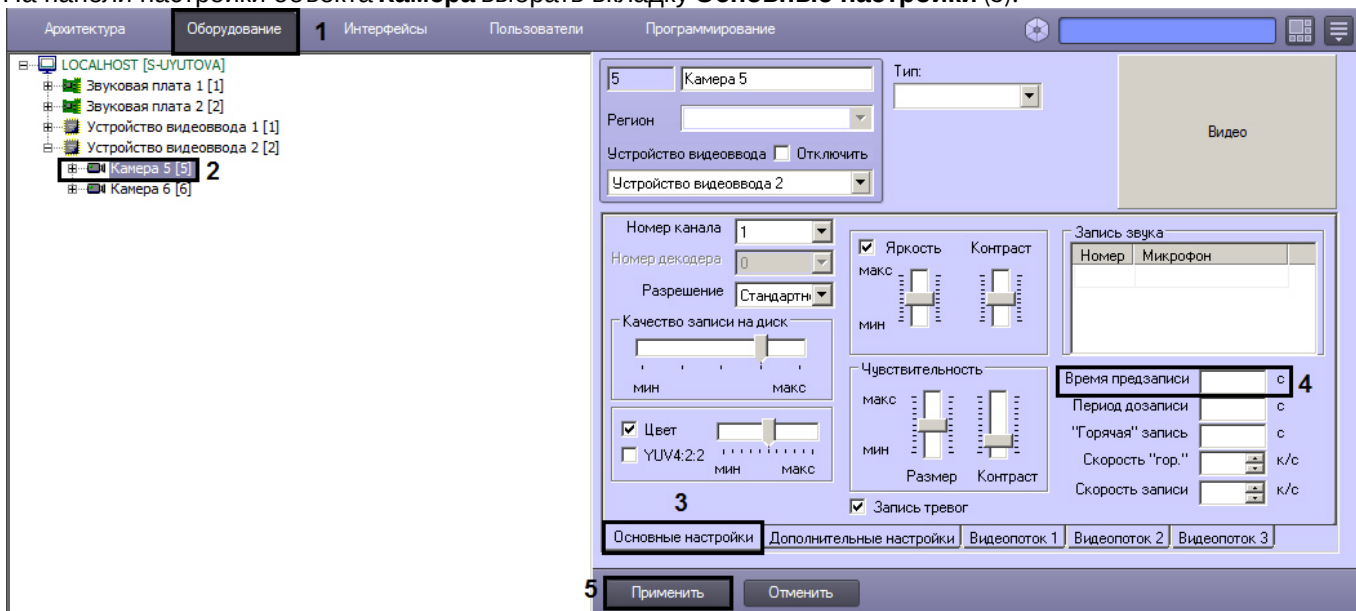 На панели настройки объекта Камера выбрать вкладку Основные настройки (3).
Архитектура Оборудование 1 Интерфейсы Пользователи Программирование
LOCALHOST [S-UYUTOVA]
Звуковая плата 1 [1]
Звуковая плата 2 [2]
Устройство видеоввода 1 [1]
Устройство видеоввода 2 [2]
Камера 5 [5] 2
Камера 6 [6]
5 Камера 5 Тип:
Регион
Видео
Устройство видеоввода Отключить
Устройство видеоввода 2
Номер канала 1
Номер декодера 0
Разрешение Стандартн
Качество записи на диск
мин макс
Цвет
YUV4:2:2
мин макс
Яркость Контраст
макс
мин
Чувствительность
макс
мин
Размер Контраст
Запись тревог
Запись звука
Номер Микрофон
Время предзаписи с 4
Период дозаписи с
"Горячая" запись с
Скорость "гор." к/с
Скорость записи к/с
3
Основные настройки Дополнительные настройки Видеопоток 1 Видеопоток 2 Видеопоток 3
5 Применить Отменить